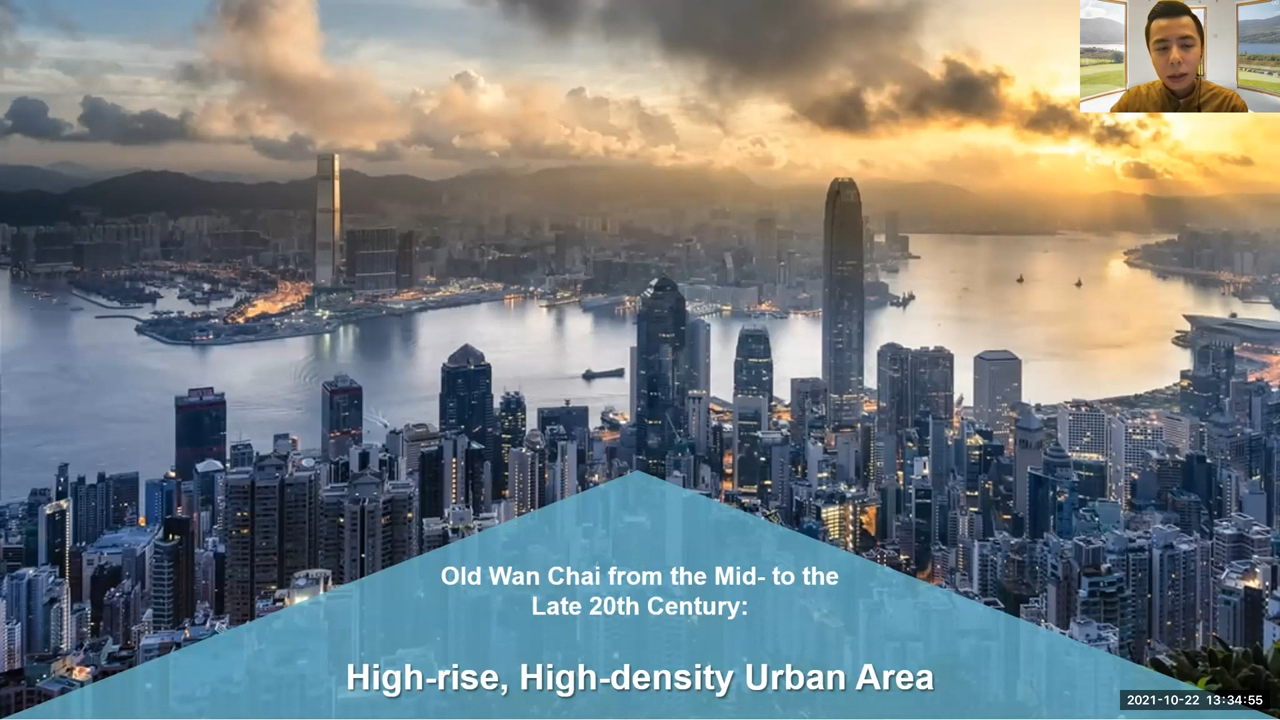 Old Wan Chai from the Mid- to the
Late 20th Century:
High-rise, High-density Urban Area
2021-10-22 13:34:55